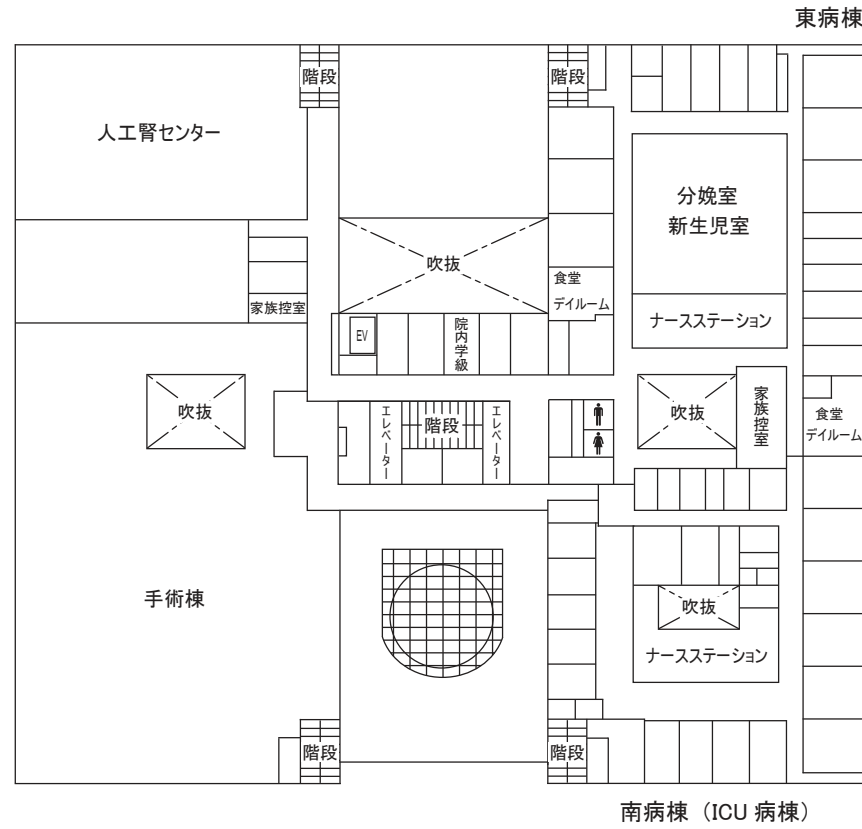 東病棟
階段
階段
人工腎センター
分娩室
新生児室
吹抜
食堂
デイルーム
家族控室
ナースステーション
EV
院内学級
吹抜
エレベーター
階段
エレベーター
吹抜
家族控室
食堂
デイルーム
手術棟
吹抜
ナースステーション
階段
階段
南病棟（ICU 病棟）